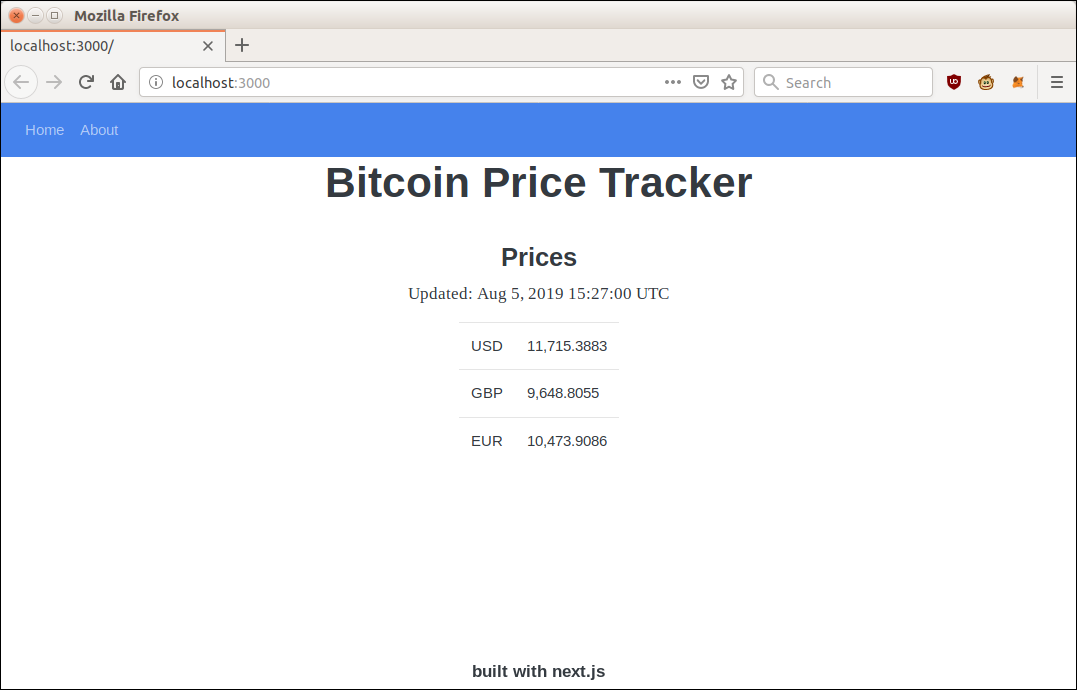 Mozilla Firefox
localhost:3000/
localhost:3000
Search
Home About
Bitcoin Price Tracker
Prices
Updated: Aug 5, 2019 15:27:00 UTC
USD 11,715.3883
GBP 9,648.8055
EUR 10,473.9086
built with next.js